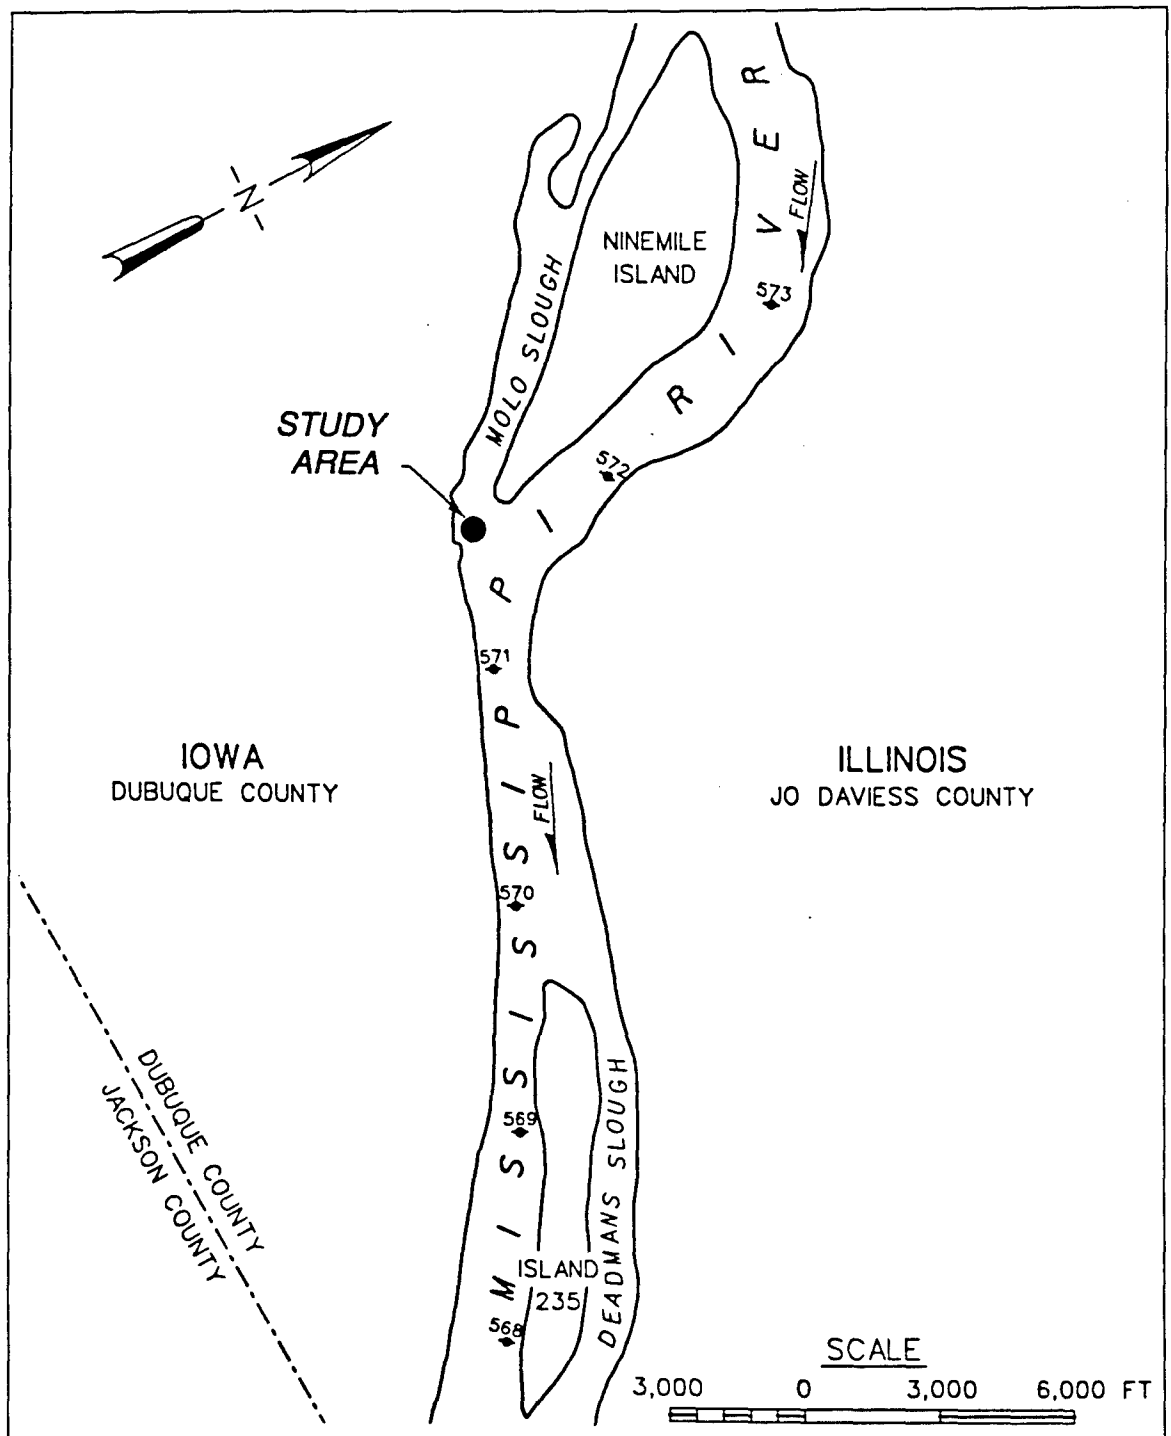 -N-
NINEMILE
ISLAND
FLOW
573
MOLO SLOUGH
STUDY
AREA
572
571
IOWA
DUBUQUE COUNTY
ILLINOIS
JO DAVIESS COUNTY
FLOW
570
MISSISSIPPI RIVER
DUBUQUE COUNTY
JACKSON COUNTY
569
DEADMANS SLOUGH
ISLAND
235
568
SCALE
3,000 0 3,000 6,000 FT